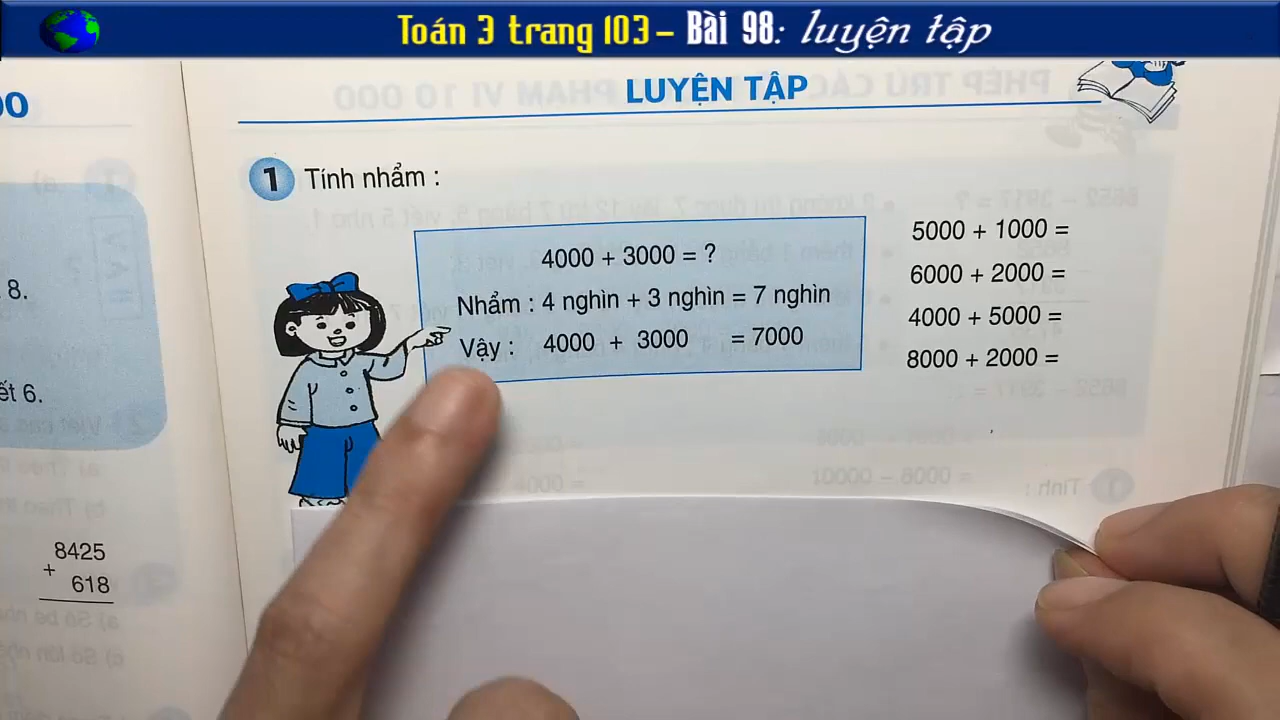 Toán 3 trang 103 – Bài 98: luyện tập
LUYỆN TẬP
1 Tính nhẩm :
4000 + 3000 = ?
Nhẩm : 4 nghìn + 3 nghìn = 7 nghìn
Vậy : 4000 + 3000 = 7000
5000 + 1000 =
6000 + 2000 =
4000 + 5000 =
8000 + 2000 =
8.
6.
8425
+
618